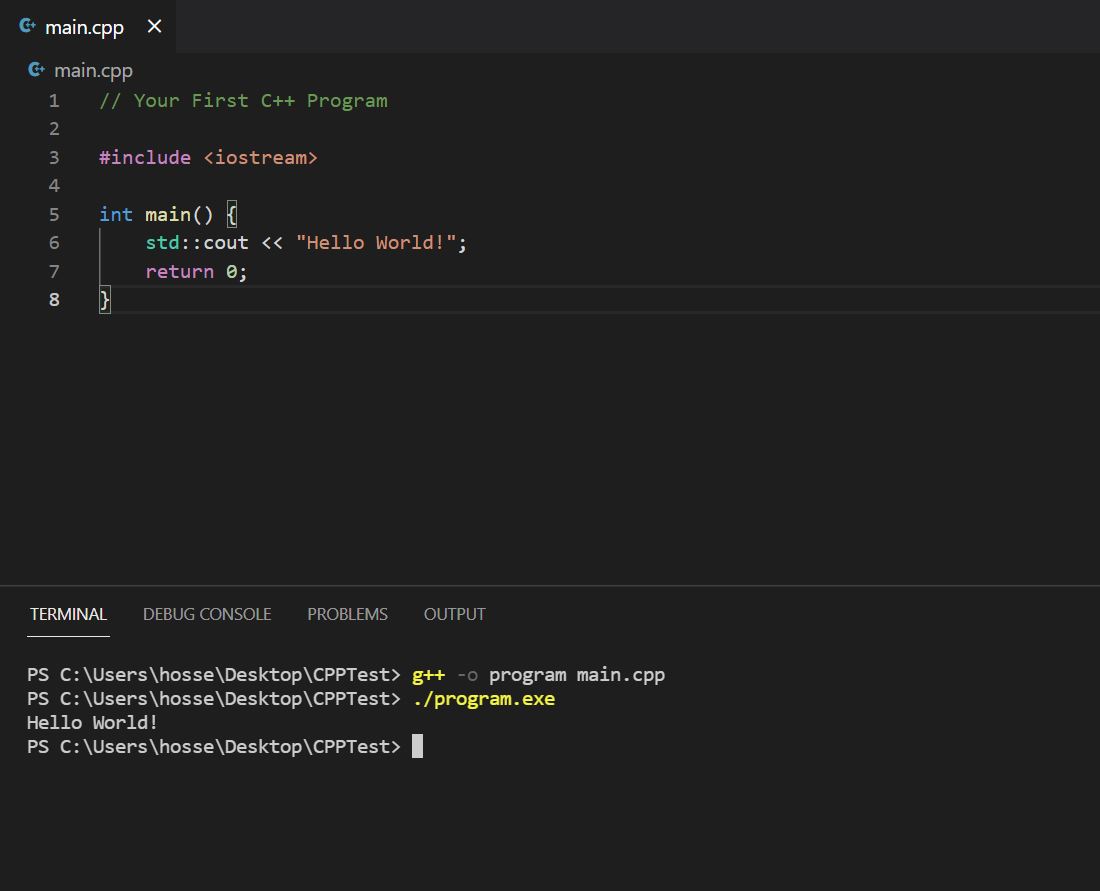 main.cpp
main.cpp
1 // Your First C++ Program
2
3 #include <iostream>
4
5 int main() {
6     std::cout << "Hello World!";
7     return 0;
8 }
TERMINAL DEBUG CONSOLE PROBLEMS OUTPUT
PS C:\Users\hosse\Desktop\CPPTest> g++ -o program main.cpp
PS C:\Users\hosse\Desktop\CPPTest> ./program.exe
Hello World!
PS C:\Users\hosse\Desktop\CPPTest>